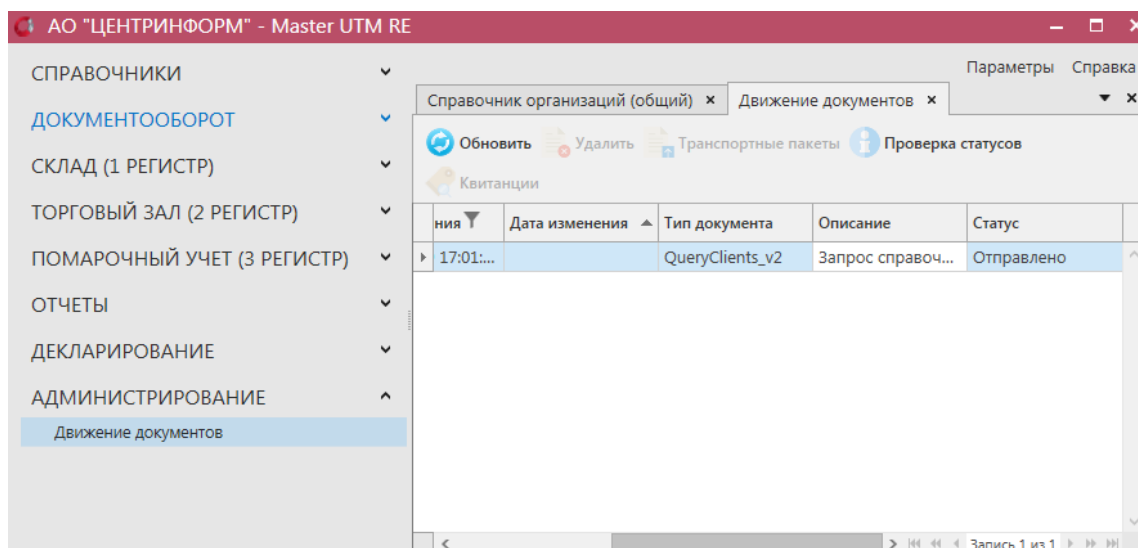 АО "ЦЕНТРИНФОРМ" - Master UTM RE
СПРАВОЧНИКИ
ДОКУМЕНТООБОРОТ
СКЛАД (1 РЕГИСТР)
ТОРГОВЫЙ ЗАЛ (2 РЕГИСТР)
ПОМАРОЧНЫЙ УЧЕТ (3 РЕГИСТР)
ОТЧЕТЫ
ДЕКЛАРИРОВАНИЕ
АДМИНИСТРИРОВАНИЕ
Движение документов
Параметры Справка
Справочник организаций (общий) Движение документов
Обновить Удалить Транспортные пакеты Проверка статусов
Квитанции
ния Дата изменения Тип документа Описание Статус
17:01:... QueryClients_v2 Запрос справоч... Отправлено
Запись 1 из 1